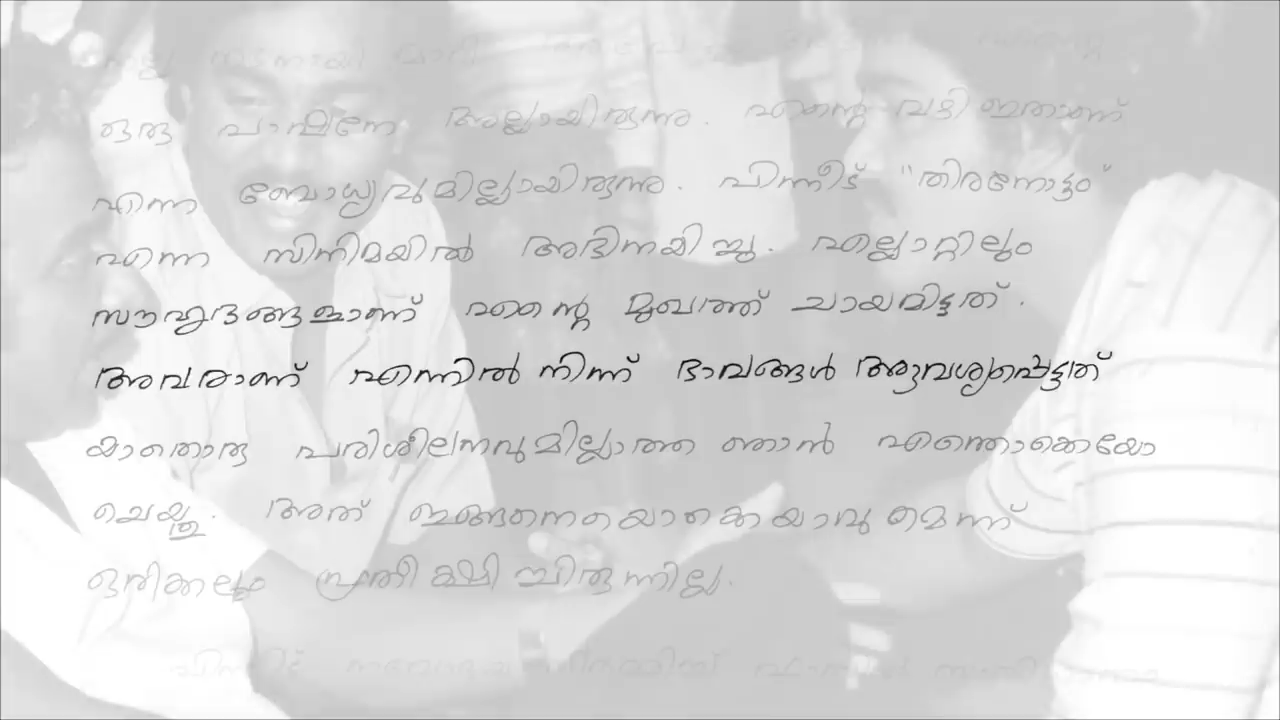 ഒരു പാഷനേ അല്ലായിരുന്നു. എന്റെ വഴി ഇതാണ്
എന്ന ബോധ്യവുമില്ലായിരുന്നു. പിന്നീട് "തിരനോട്ടം"
എന്ന സിനിമയിൽ അഭിനയിച്ചു. എല്ലാറ്റിലും
സൗഹൃദങ്ങളാണ് എന്റെ മുഖത്ത് ചായമിട്ടത്.
അവരാണ് എന്നിൽ നിന്ന് ഭാവങ്ങൾ ആവശ്യപ്പെട്ടത്
യാതൊരു പരിശീലനവുമില്ലാത്ത ഞാൻ എന്തൊക്കെയോ
ചെയ്തു. അത് ഇങ്ങനെയൊക്കെയാവുമെന്ന്
ഒരിക്കലും പ്രതീക്ഷിച്ചിരുന്നില്ല.
പിന്നീട്